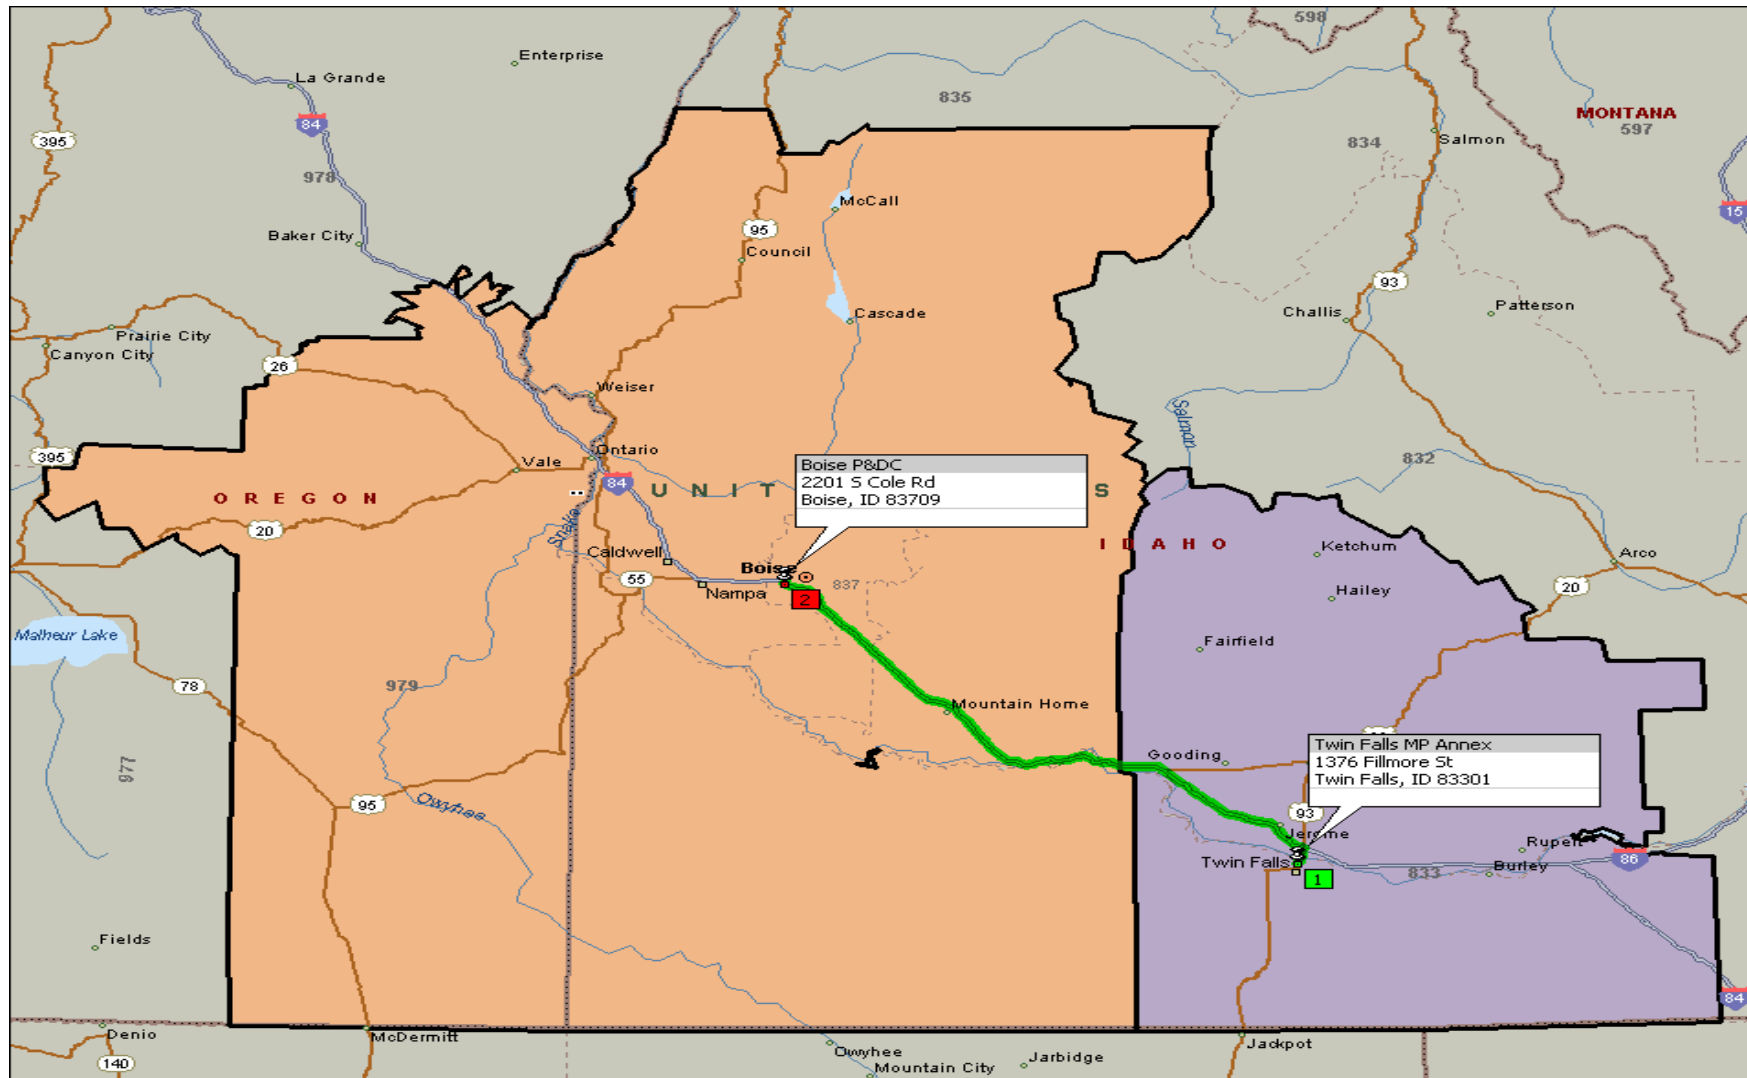 598
Enterprise
La Grande
835
MONTANA
597
84
395
834
Salmon
978
McCall
15
95
Baker City
Council
93
Patterson
Challis
Cascade
Prairie City
Canyon City
26
Weiser
Salmon
Ontario
395
Vale
832
Boise P&DC
2201 S Cole Rd
Boise, ID 83709
84
UNIT
S
OREGON
20
Snake
IDAHO
Ketchum
Arco
Caldwell
Boise
55
837
Nampa
2
20
Hailey
Malheur Lake
Fairfield
979
78
Mountain Home
Gooding
Twin Falls MP Annex
1376 Fillmore St
Twin Falls, ID 83301
977
95
Owyhee
93
Jerome
Rupert
86
Twin Falls
833
Burley
1
Fields
84
Denio
McDermitt
Jackpot
140
Owyhee
Jarbidge
Mountain City